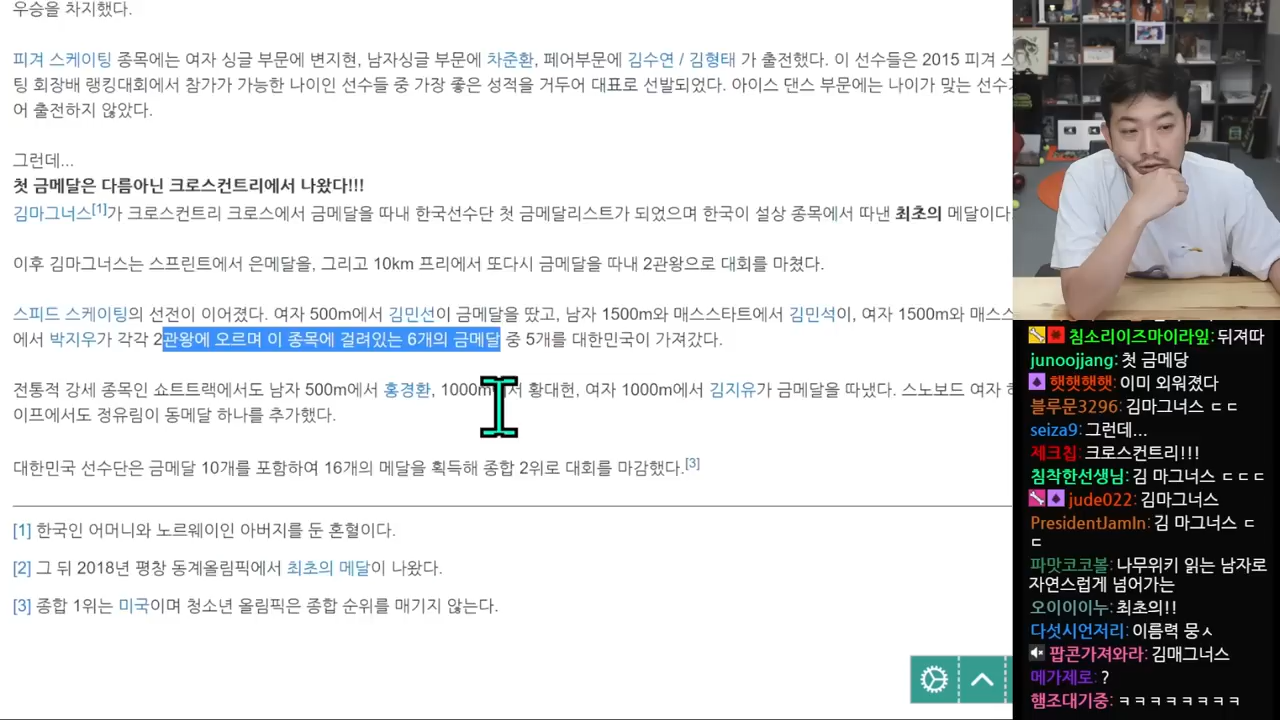 우승을 차지했다.
피겨 스케이팅 종목에는 여자 싱글 부문에 변지현, 남자싱글 부문에 차준환, 페어부문에 김수연 / 김형태 가 출전했다. 이 선수들은 2015 피겨
팅 회장배 랭킹대회에서 참가가 가능한 나이인 선수들 중 가장 좋은 성적을 거두어 대표로 선발되었다. 아이스 댄스 부문에는 나이가 맞는
어 출전하지 않았다.
그런데...
첫 금메달은 다름아닌 크로스컨트리에서 나왔다!!!
김마그너스[1]가 크로스컨트리 크로스에서 금메달을 따내 한국선수단 첫 금메달리스트가 되었으며 한국이 설상 종목에서 따낸 최초의 메달이다
이후 김마그너스는 스프린트에서 은메달을, 그리고 10km 프리에서 또다시 금메달을 따내 2관왕으로 대회를 마쳤다.
스피드 스케이팅의 선전이 이어졌다. 여자 500m에서 김민선이 금메달을 땄고, 남자 1500m와 매스스타트에서 김민석이, 여자 1500m와 매스
에서 박지우가 각각 2관왕에 오르며 이 종목에 걸려있는 6개의 금메달 중 5개를 대한민국이 가져갔다.
전통적 강세 종목인 쇼트트랙에서도 남자 500m에서 홍경환, 1000m 서 황대헌, 여자 1000m에서 김지유가 금메달을 따냈다. 스노보드 여자
이프에서도 정유림이 동메달 하나를 추가했다.
대한민국 선수단은 금메달 10개를 포함하여 16개의 메달을 획득해 종합 2위로 대회를 마감했다.[3]
[1] 한국인 어머니와 노르웨이인 아버지를 둔 혼혈이다.
[2] 그 뒤 2018년 평창 동계올림픽에서 최초의 메달이 나왔다.
[3] 종합 1위는 미국이며 청소년 올림픽은 종합 순위를 매기지 않는다.
침소리이즈마이라잎: 뒤져따
junoojjang: 첫 금메당
햇햇햇햇: 이미 외워졌다
블루문3296: 김마그너스 ㄷㄷ
seiza9: 그런데...
제크칩: 크로스컨트리!!!
침착한선생님: 김 마그너스 ㄷㄷㄷ
jude022: 김마그너스
PresidentJamIn: 김 마그너스 ㄷ
ㄷ
파맛코코볼: 나무위키 읽는 남자로
자연스럽게 넘어가는
오이이이누: 최초의!!
다섯시언저리: 이름력 뭉ㅅ
팝콘가져와라: 김매그너스
메가제로: ?
햄조대기중: ㅋㅋㅋㅋㅋㅋㅋㅋ